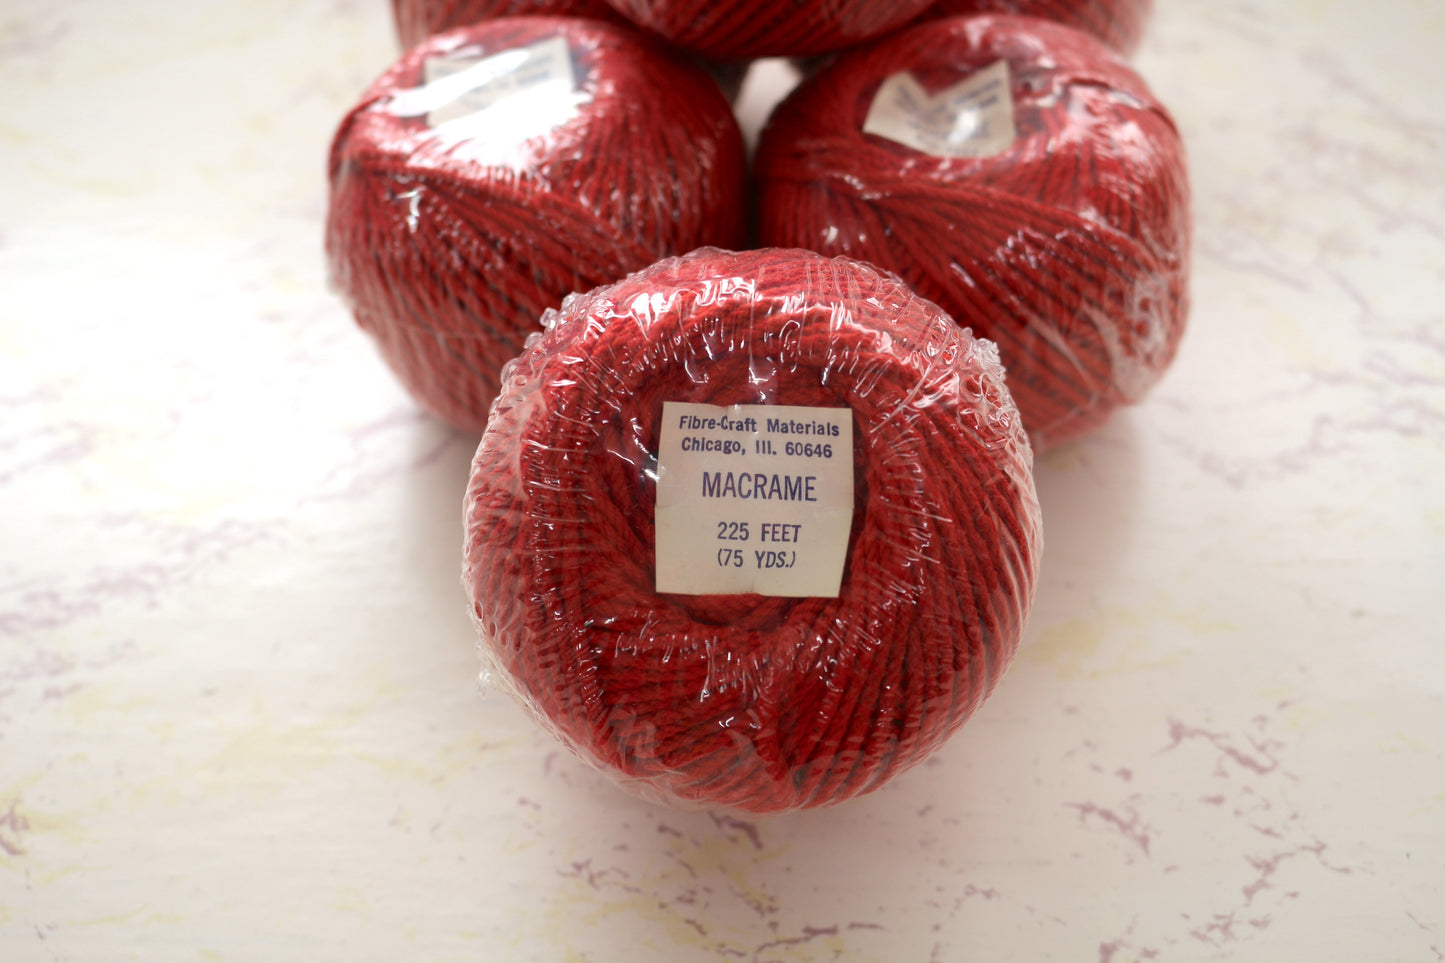 Fibre-Craft Materials
Chicago, Ill. 60646
MACRAME
225 FEET
(75 YDS.)